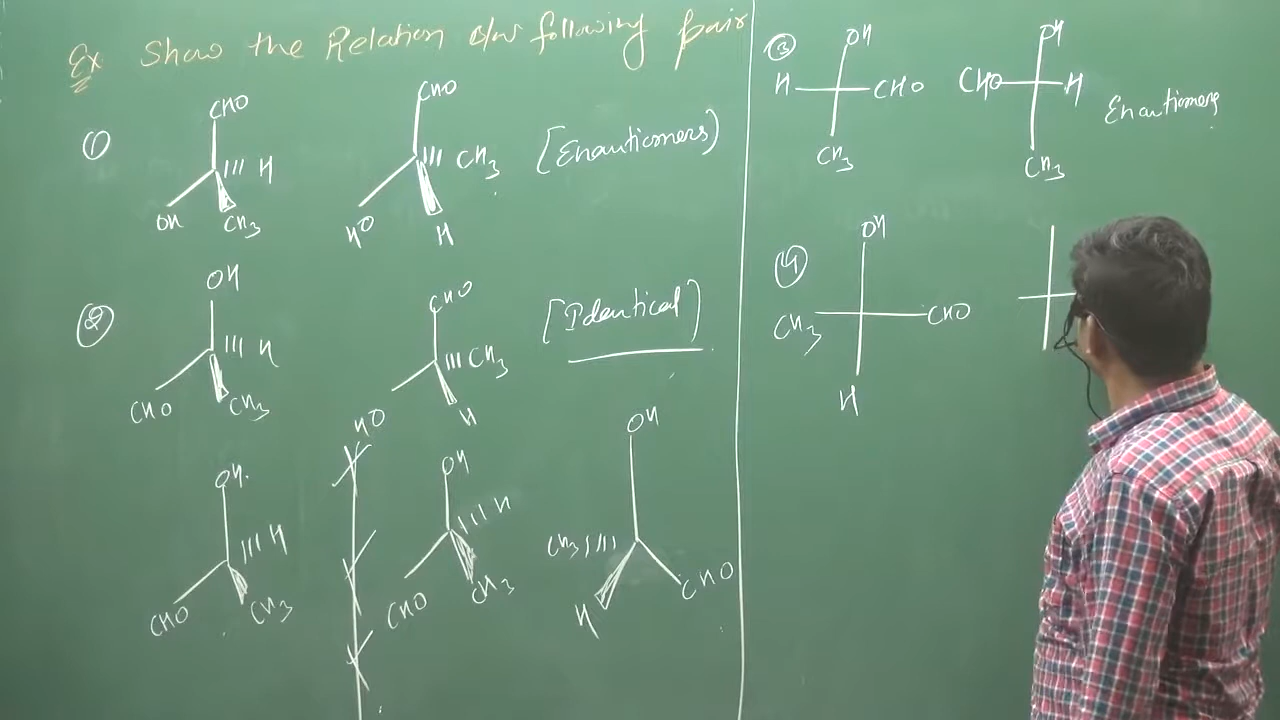 Ex Show the Relation b/w following pair
①
CHO
H
OH
CH3
CHO
CH3
HO
H
[Enantiomers]
②
OH
H
CHO
CH3
CHO
CH3
HO
H
[Identical]
OH
H
CHO
CH3
OH
H
CHO
CH3
OH
CH3
H
CHO
③
OH
H
CHO
CH3
OH
CHO
H
CH3
Enantiomers
④
OH
CH3
CHO
H